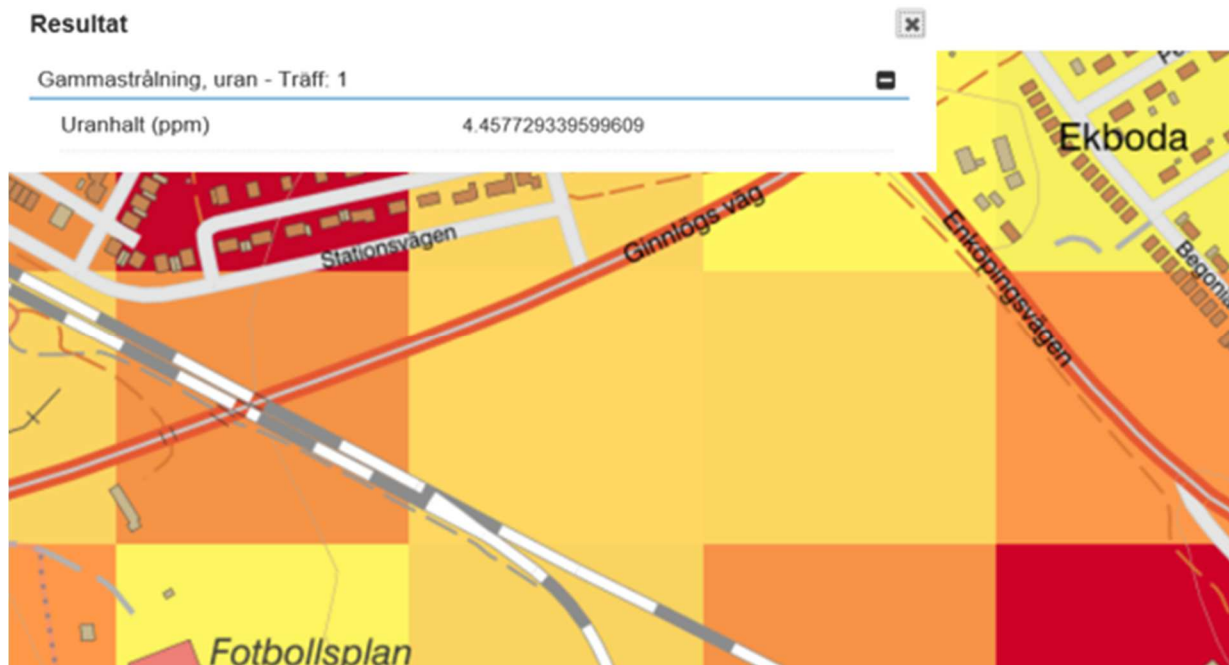 Resultat
Gammastrålning, uran - Träff: 1
Uranhalt (ppm) 4.457729339599609
Ekboda
Ginnlögs väg
Stationsvägen
Enköpingsvägen
Fotbollsplan